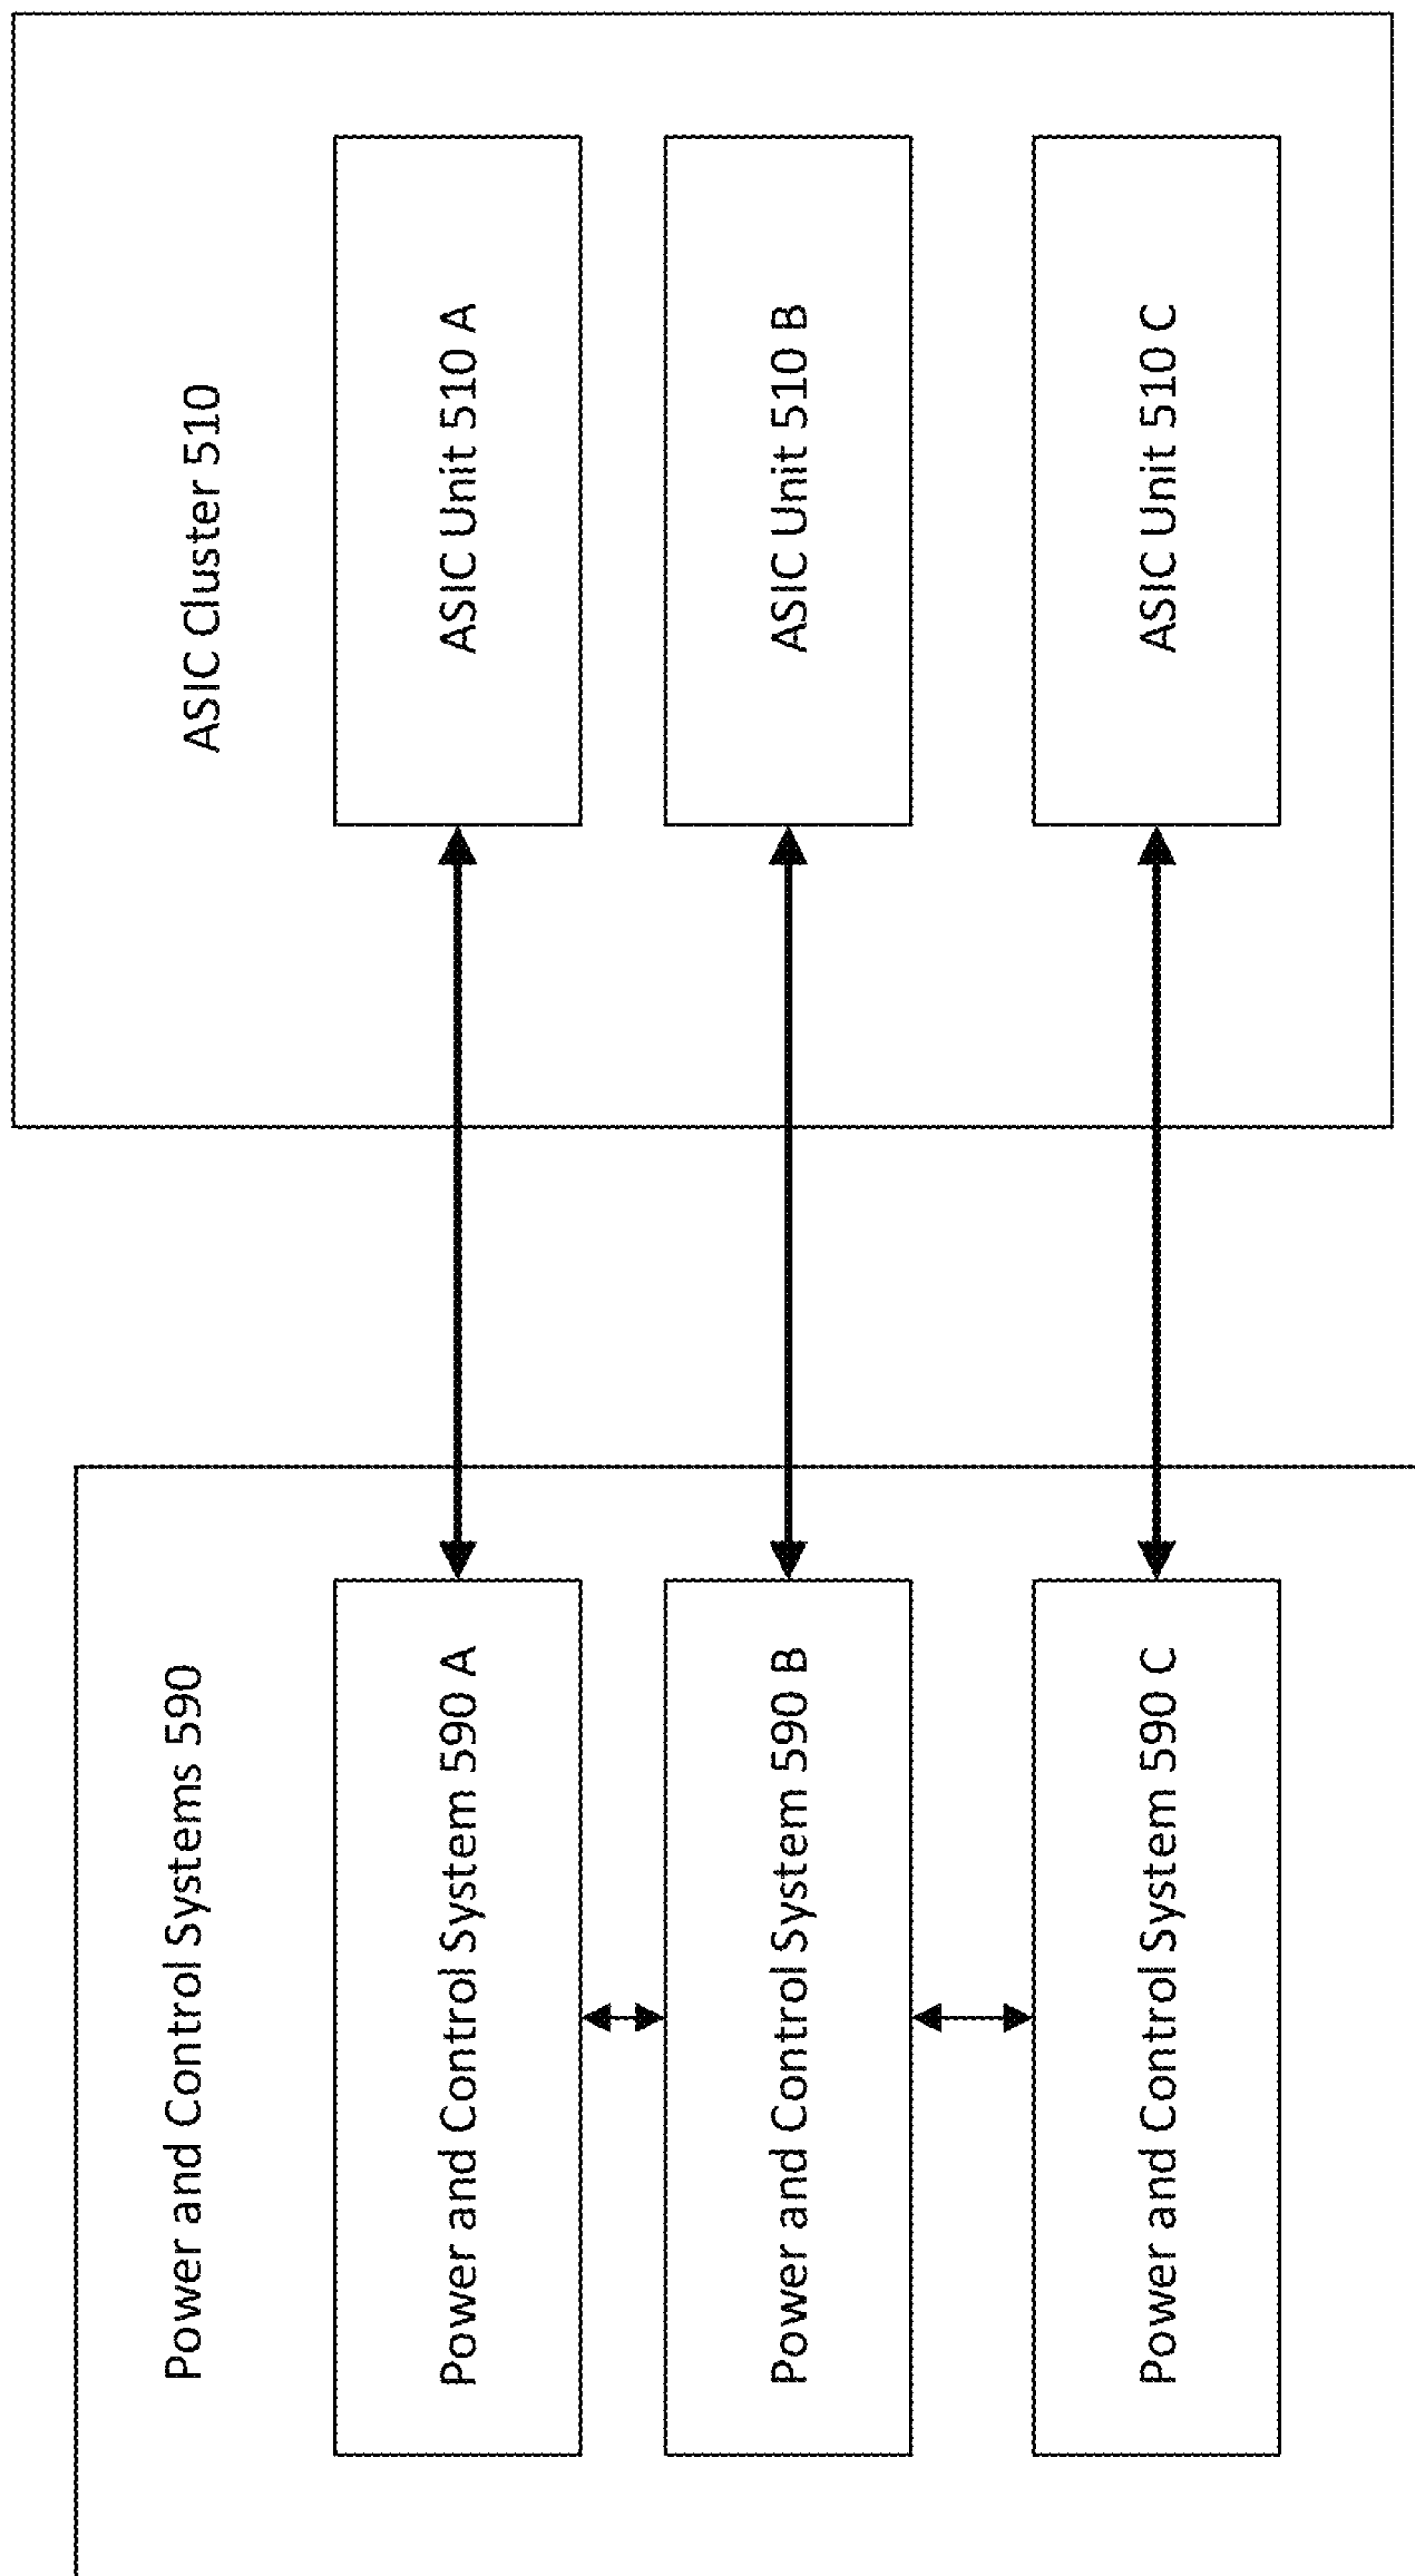 Power and Control Systems 590
Power and Control System 590 A
Power and Control System 590 B
Power and Control System 590 C
ASIC Cluster 510
ASIC Unit 510 A
ASIC Unit 510 B
ASIC Unit 510 C